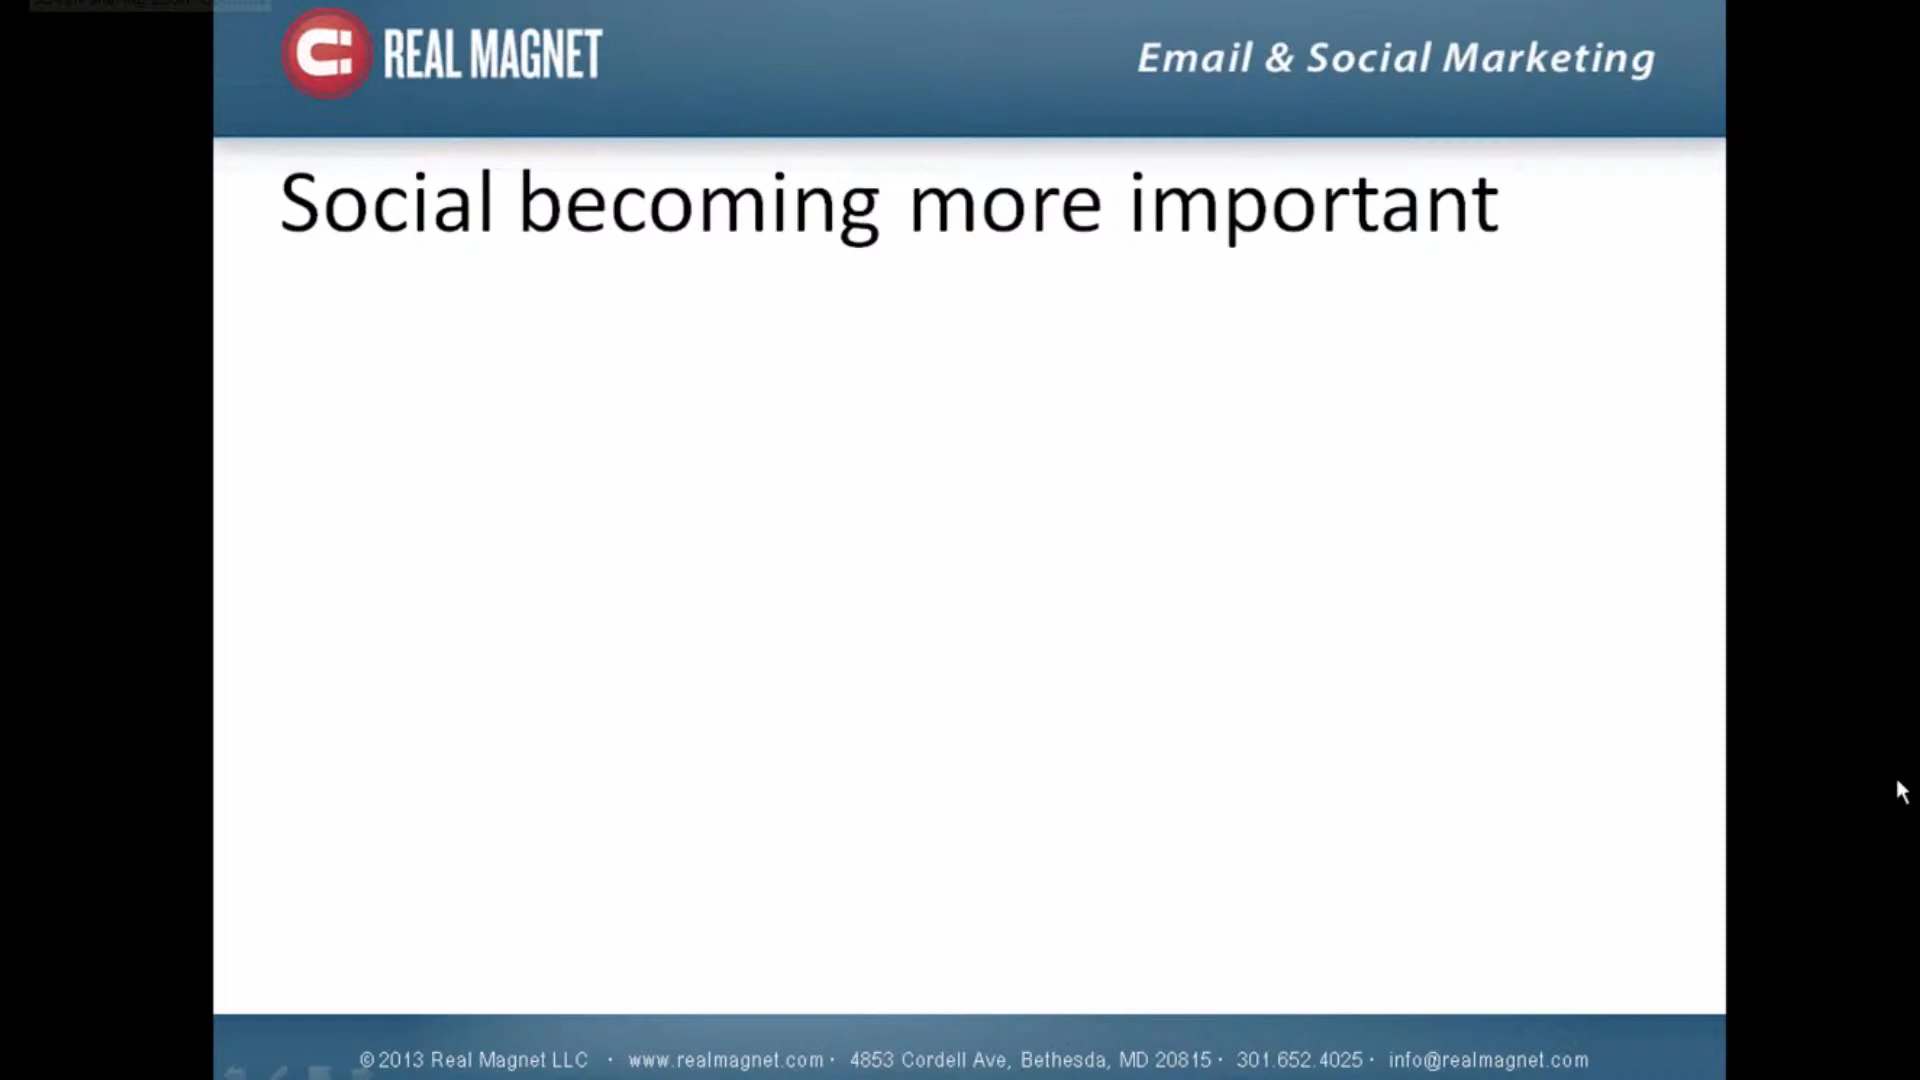 REAL MAGNET
Email & Social Marketing
Social becoming more important
©2013 Real Magnet LLC · www.realmagnet.com · 4853 Cordell Ave, Bethesda, MD 20815 · 301.652.4025 · info@realmagnet.com